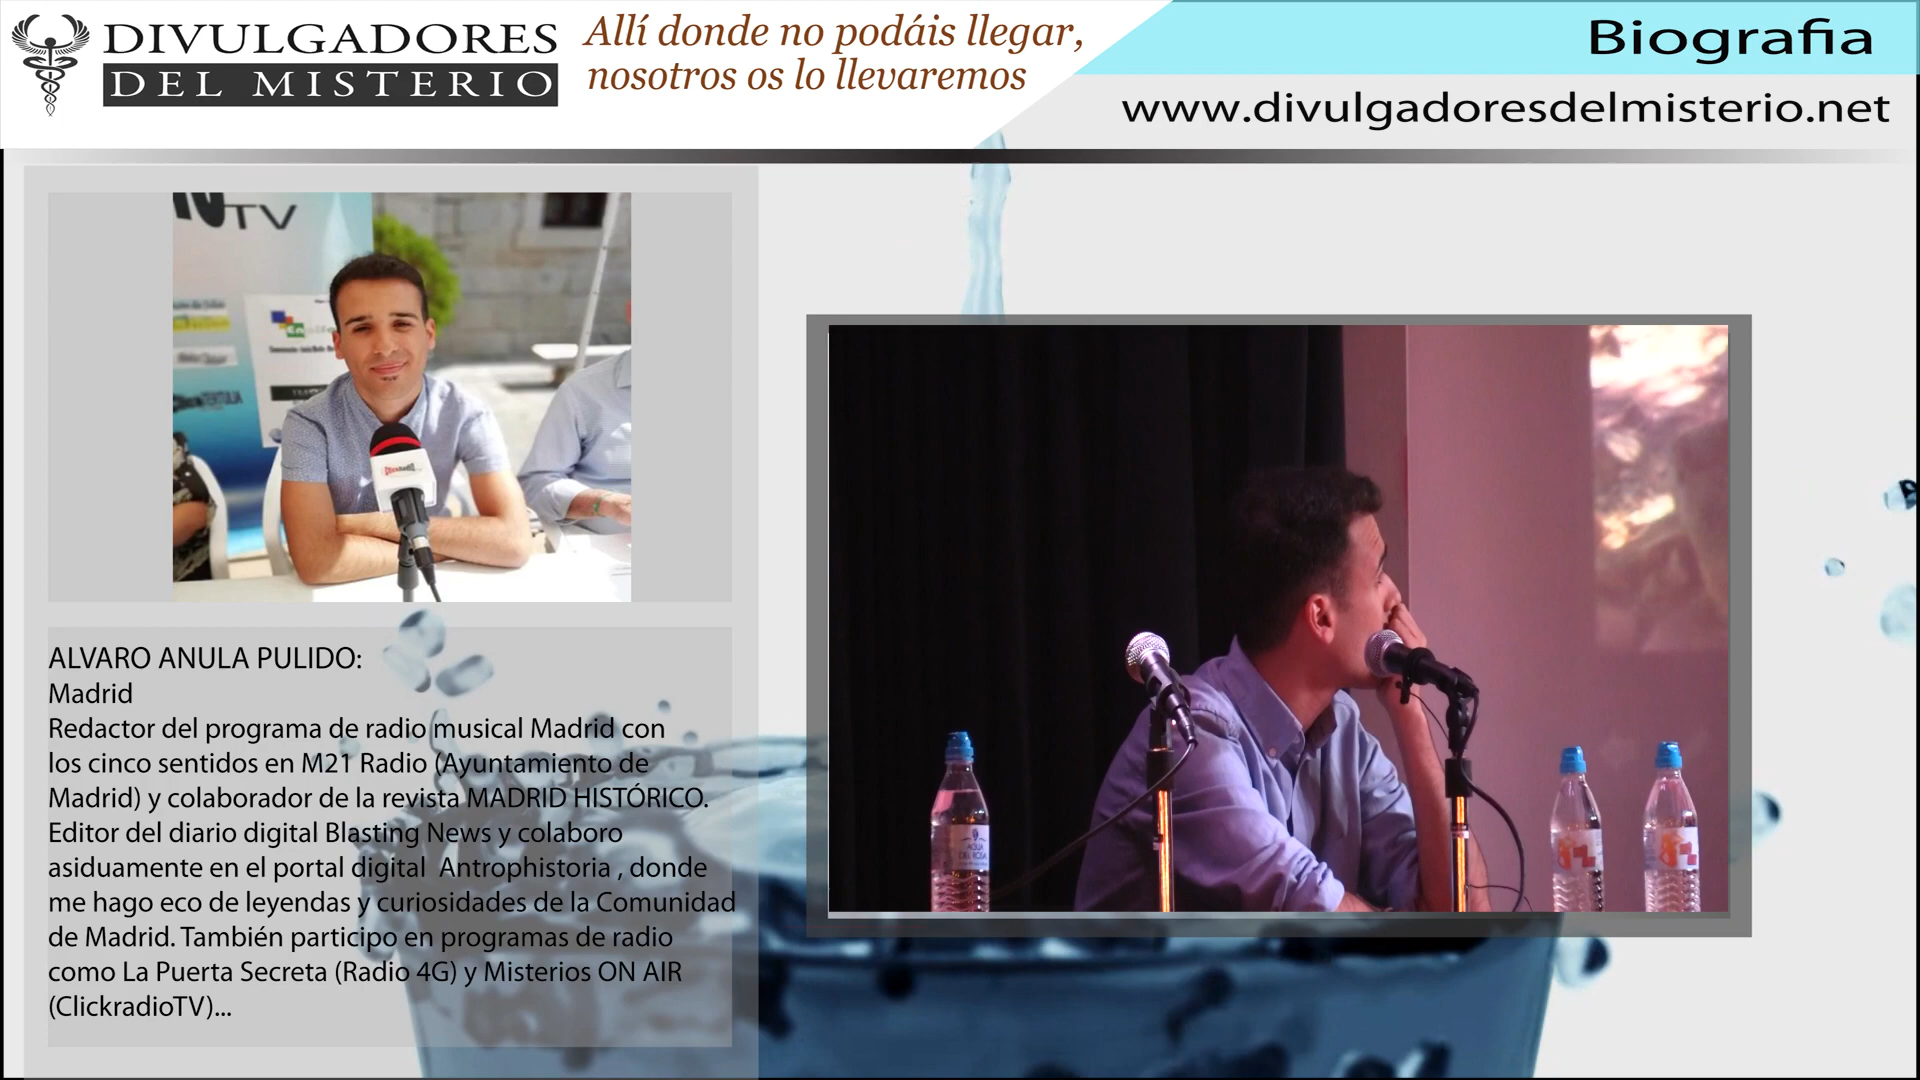 DIVULGADORES
DEL MISTERIO
Allí donde no podáis llegar,
nosotros os lo llevaremos
Biografia
www.divulgadoresdelmisterio.net
TV
TERTULIA
ALVARO ANULA PULIDO:
Madrid
Redactor del programa de radio musical Madrid con
los cinco sentidos en M21 Radio (Ayuntamiento de
Madrid) y colaborador de la revista MADRID HISTÓRICO.
Editor del diario digital Blasting News y colaboro
asiduamente en el portal digital  Antrophistoria , donde
me hago eco de leyendas y curiosidades de la Comunidad
de Madrid. También participo en programas de radio
como La Puerta Secreta (Radio 4G) y Misterios ON AIR
(ClickradioTV)...
AGUA
DEL ROSAL